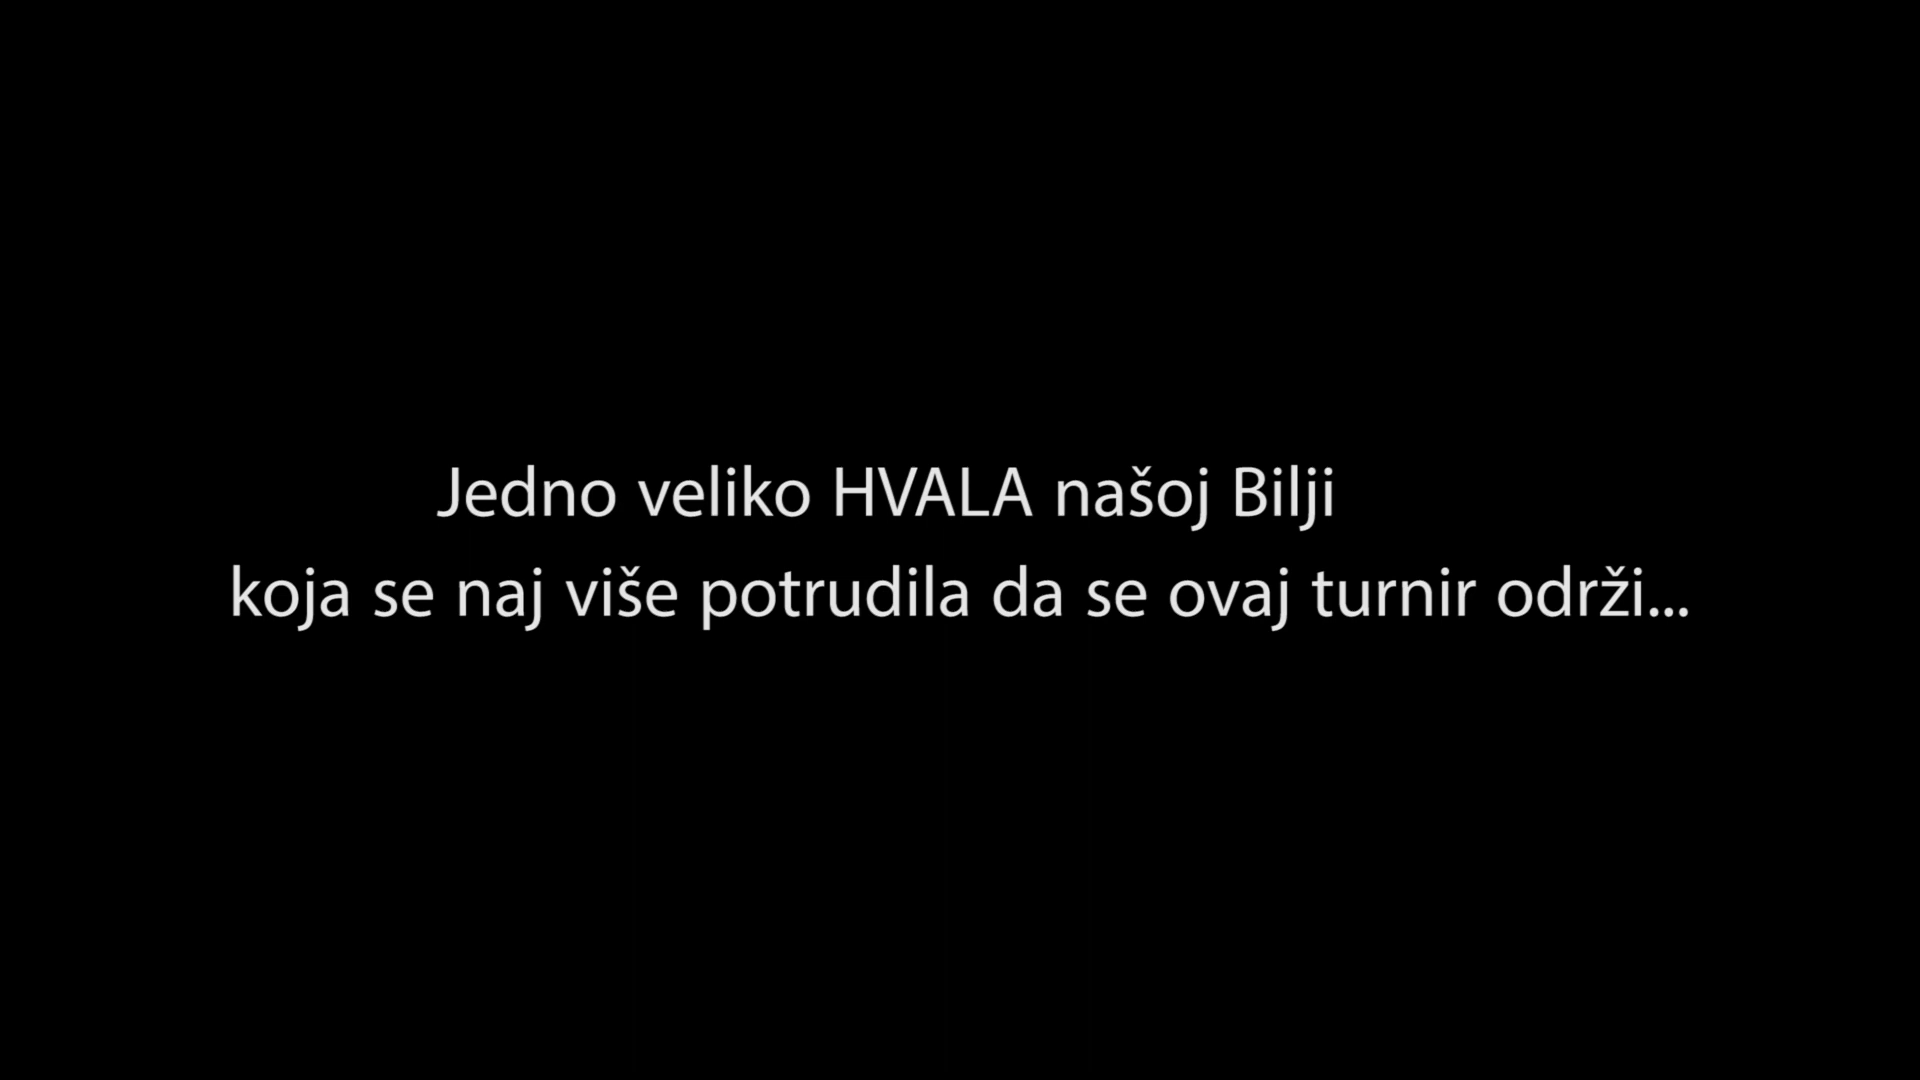 Jedno veliko HVALA našoj Bilji
koja se naj više potrudila da se ovaj turnir održi...